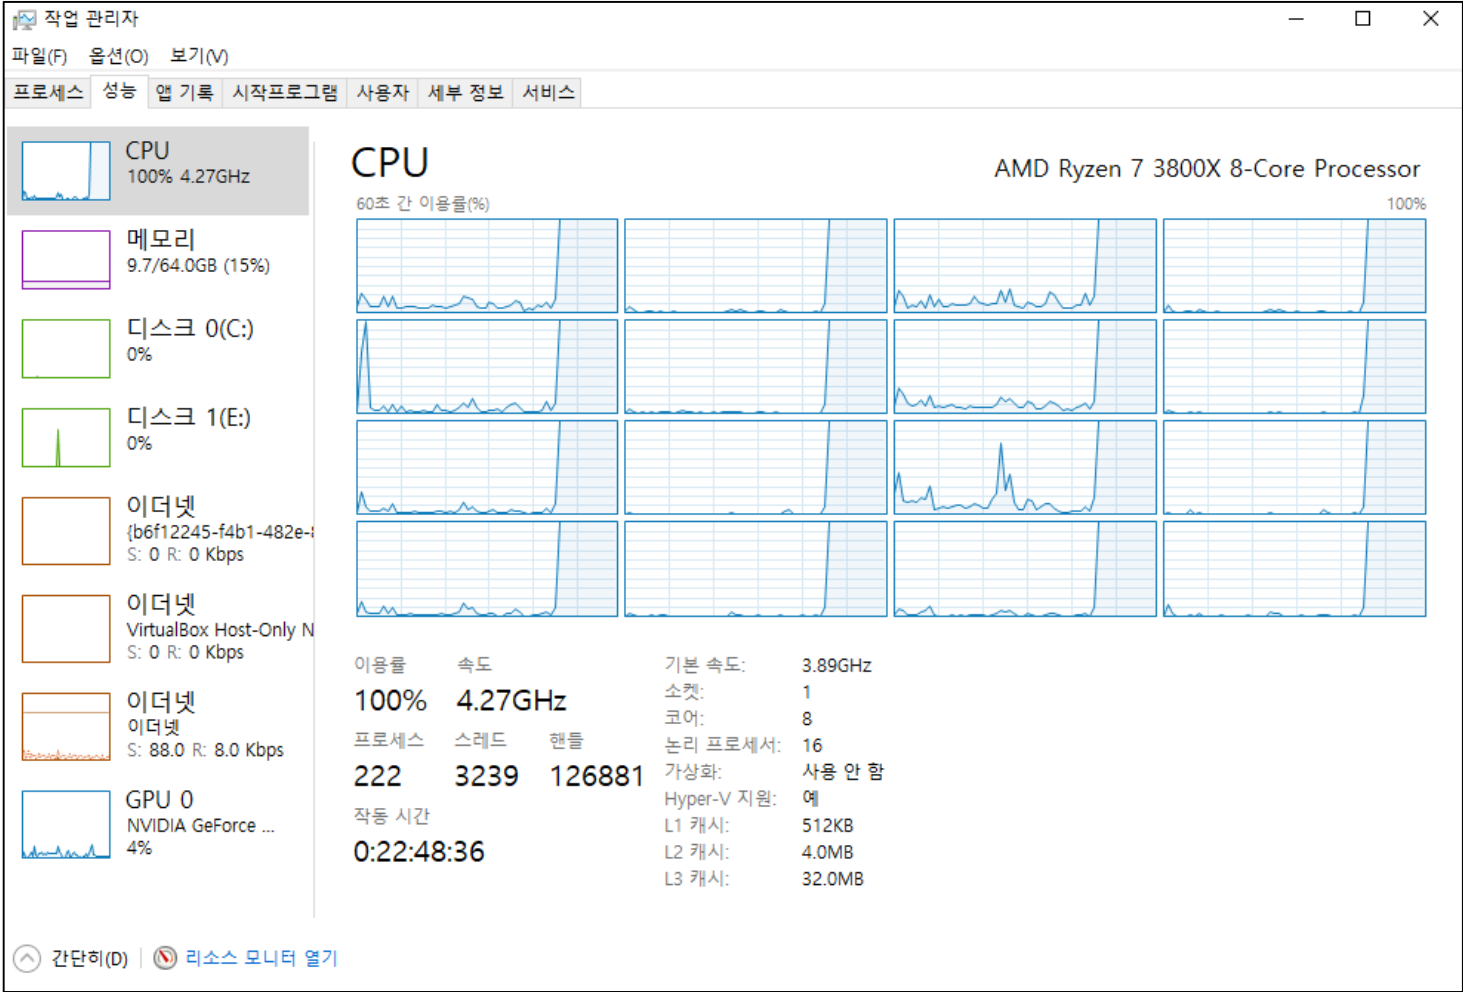 작업 관리자
파일(F) 옵션(O) 보기(V)
프로세스 성능 앱 기록 시작프로그램 사용자 세부 정보 서비스
CPU
100% 4.27GHz
메모리
9.7/64.0GB (15%)
디스크 0(C:)
0%
디스크 1(E:)
0%
이더넷
{b6f12245-f4b1-482e-
S: 0 R: 0 Kbps
이더넷
VirtualBox Host-Only N
S: 0 R: 0 Kbps
이더넷
이더넷
S: 88.0 R: 8.0 Kbps
GPU 0
NVIDIA GeForce ...
4%
CPU
AMD Ryzen 7 3800X 8-Core Processor
60초 간 이용률(%) 100%
이용률 속도
100% 4.27GHz
프로세스 스레드 핸들
222 3239 126881
작동 시간
0:22:48:36
기본 속도: 3.89GHz
소켓: 1
코어: 8
논리 프로세서: 16
가상화: 사용 안 함
Hyper-V 지원: 예
L1 캐시: 512KB
L2 캐시: 4.0MB
L3 캐시: 32.0MB
간단히(D) 리소스 모니터 열기